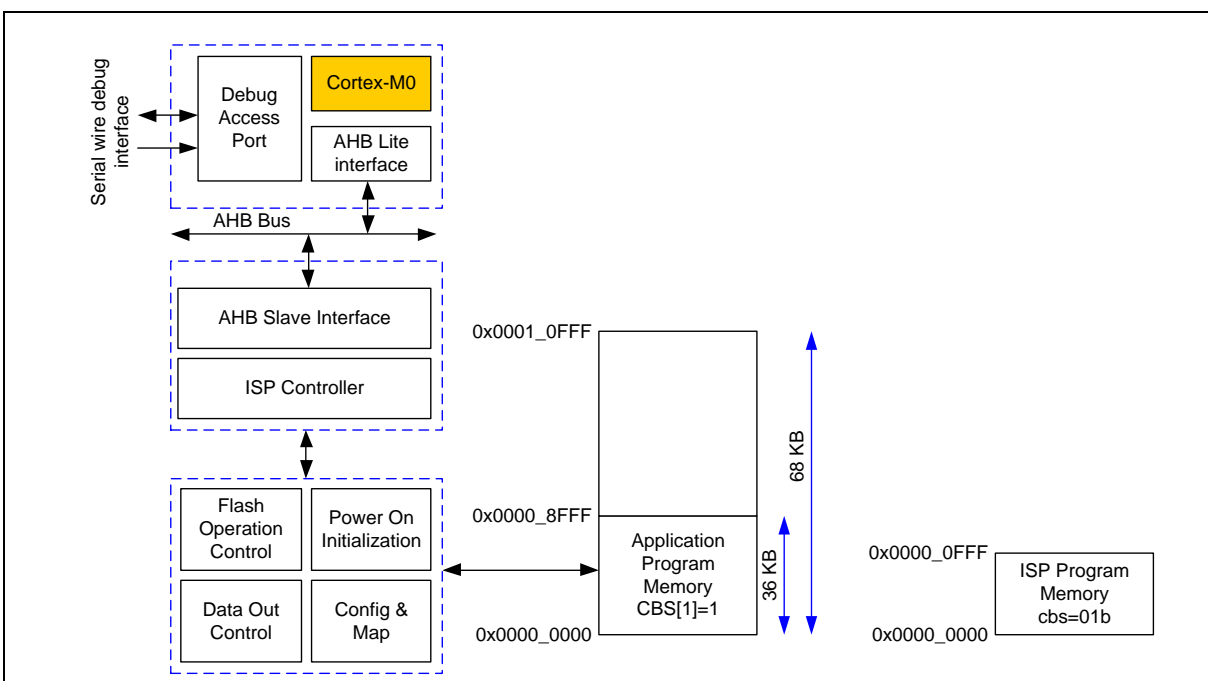 Serial wire debug
interface
Debug
Access
Port
Cortex-M0
AHB Lite
interface
AHB Bus
AHB Slave Interface
ISP Controller
Flash
Operation
Control
Power On
Initialization
Data Out
Control
Config &
Map
0x0001_0FFF
0x0000_8FFF
0x0000_0000
Application
Program
Memory
CBS[1]=1
36 KB
68 KB
0x0000_0FFF
0x0000_0000
ISP Program
Memory
cbs=01b